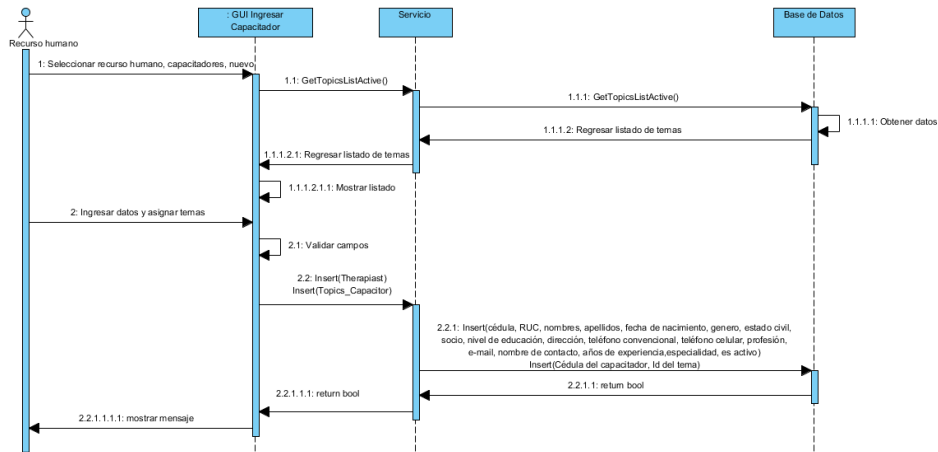 : GUI Ingresar
Capacitador
Servicio
Base de Datos
Recurso humano
1: Seleccionar recurso humano, capacitadores, nuevo
1.1: GetTopicsListActive()
1.1.1: GetTopicsListActive()
1.1.1.1: Obtener datos
1.1.1.2: Regresar listado de temas
1.1.1.2.1: Regresar listado de temas
1.1.1.2.1.1: Mostrar listado
2: Ingresar datos y asignar temas
2.1: Validar campos
2.2: Insert(Therapiast)
Insert(Topics_Capacitor)
2.2.1: Insert(cédula, RUC, nombres, apellidos, fecha de nacimiento, genero, estado civil,
socio, nivel de educación, dirección, teléfono convencional, teléfono celular, profesión,
e-mail, nombre de contacto, años de experiencia,especialidad, es activo)
Insert(Cédula del capacitador, Id del tema)
2.2.1.1: return bool
2.2.1.1.1: return bool
2.2.1.1.1.1: mostrar mensaje